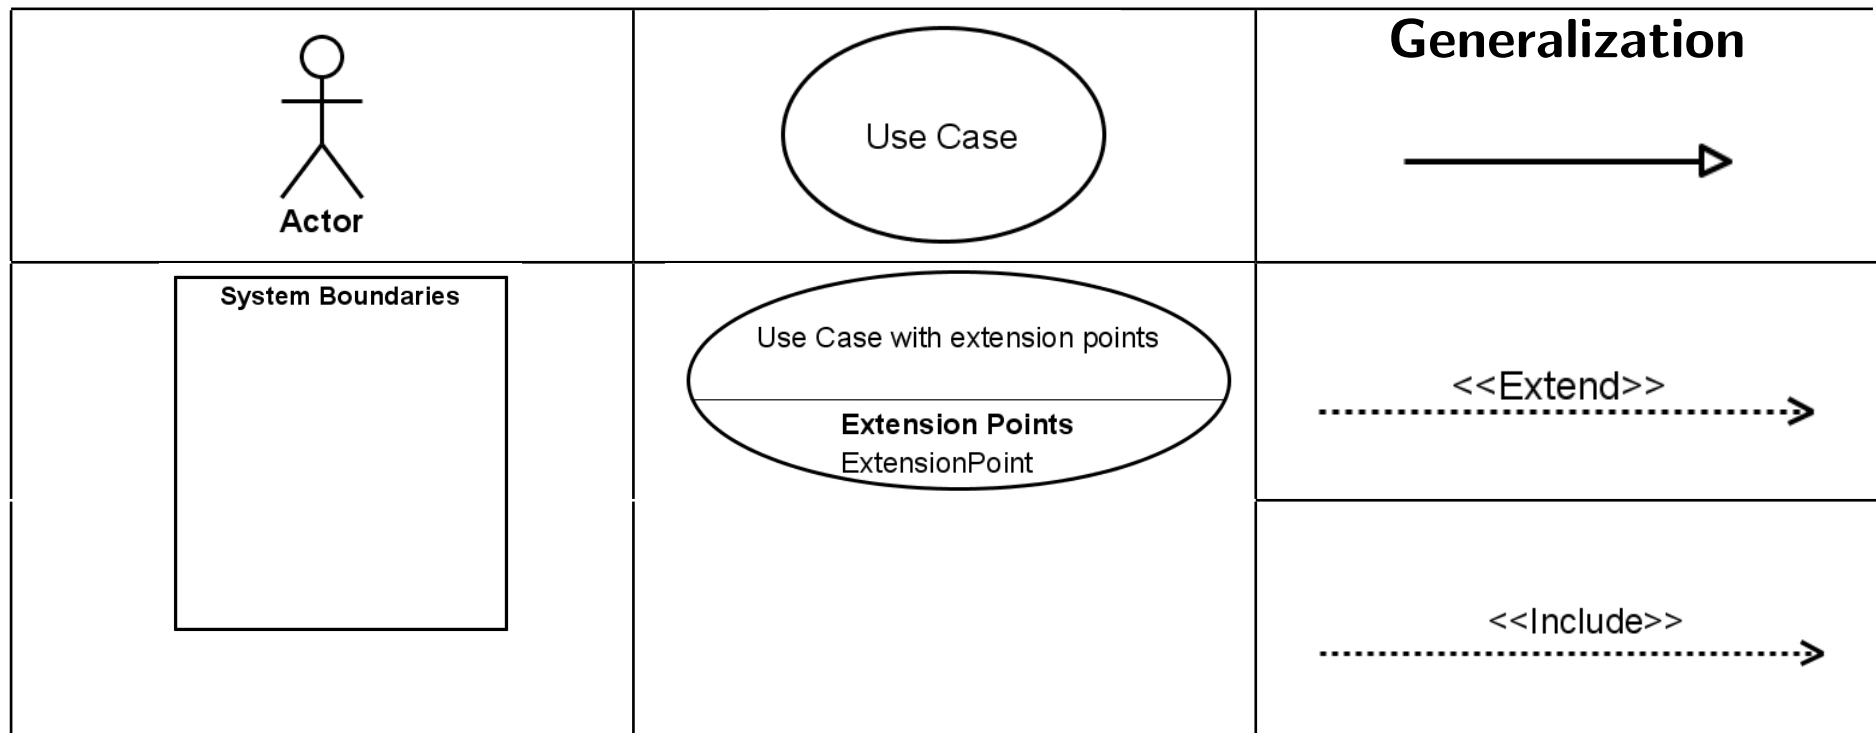 Actor
Use Case
Generalization
System Boundaries
Use Case with extension points
Extension Points
ExtensionPoint
<<Extend>>
<<Include>>